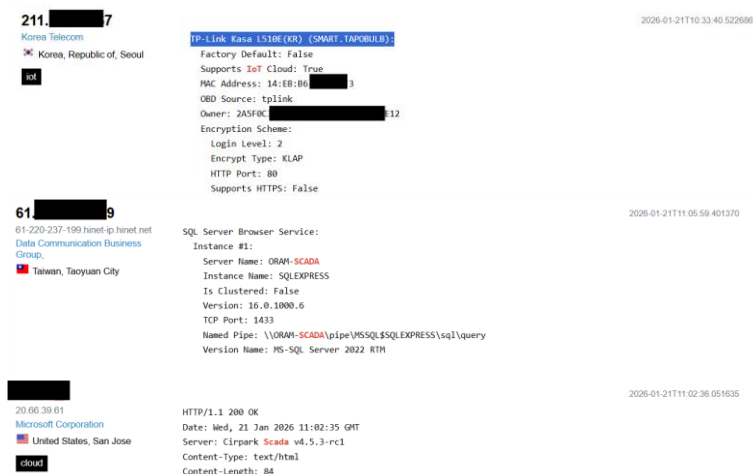 211. 7
2026-01-21T10:33:40.522686
Korea Telecom
Korea, Republic of, Seoul
iot
TP-Link Kasa L510E(KR) (SMART.TAPOBULB):
Factory Default: False
Supports IoT Cloud: True
MAC Address: 14:EB:B6 3
OBD Source: tplink
Owner: 2A5F0C E12
Encryption Scheme:
Login Level: 2
Encrypt Type: KLAP
HTTP Port: 80
Supports HTTPS: False
61. 9
2026-01-21T11:05:59.401370
61-220-237-199.hinet-ip.hinet.net
Data Communication Business
Group,
Taiwan, Taoyuan City
SQL Server Browser Service:
Instance #1:
Server Name: ORAM-SCADA
Instance Name: SQLEXPRESS
Is Clustered: False
Version: 16.0.1000.6
TCP Port: 1433
Named Pipe: \\ORAM-SCADA\pipe\MSSQL$SQLEXPRESS\sql\query
Version Name: MS-SQL Server 2022 RTM
2026-01-21T11:02:36.051635
20.66.39.61
Microsoft Corporation
United States, San Jose
cloud
HTTP/1.1 200 OK
Date: Wed, 21 Jan 2026 11:02:35 GMT
Server: Cirpark Scada v4.5.3-rc1
Content-Type: text/html
Content-Length: 84